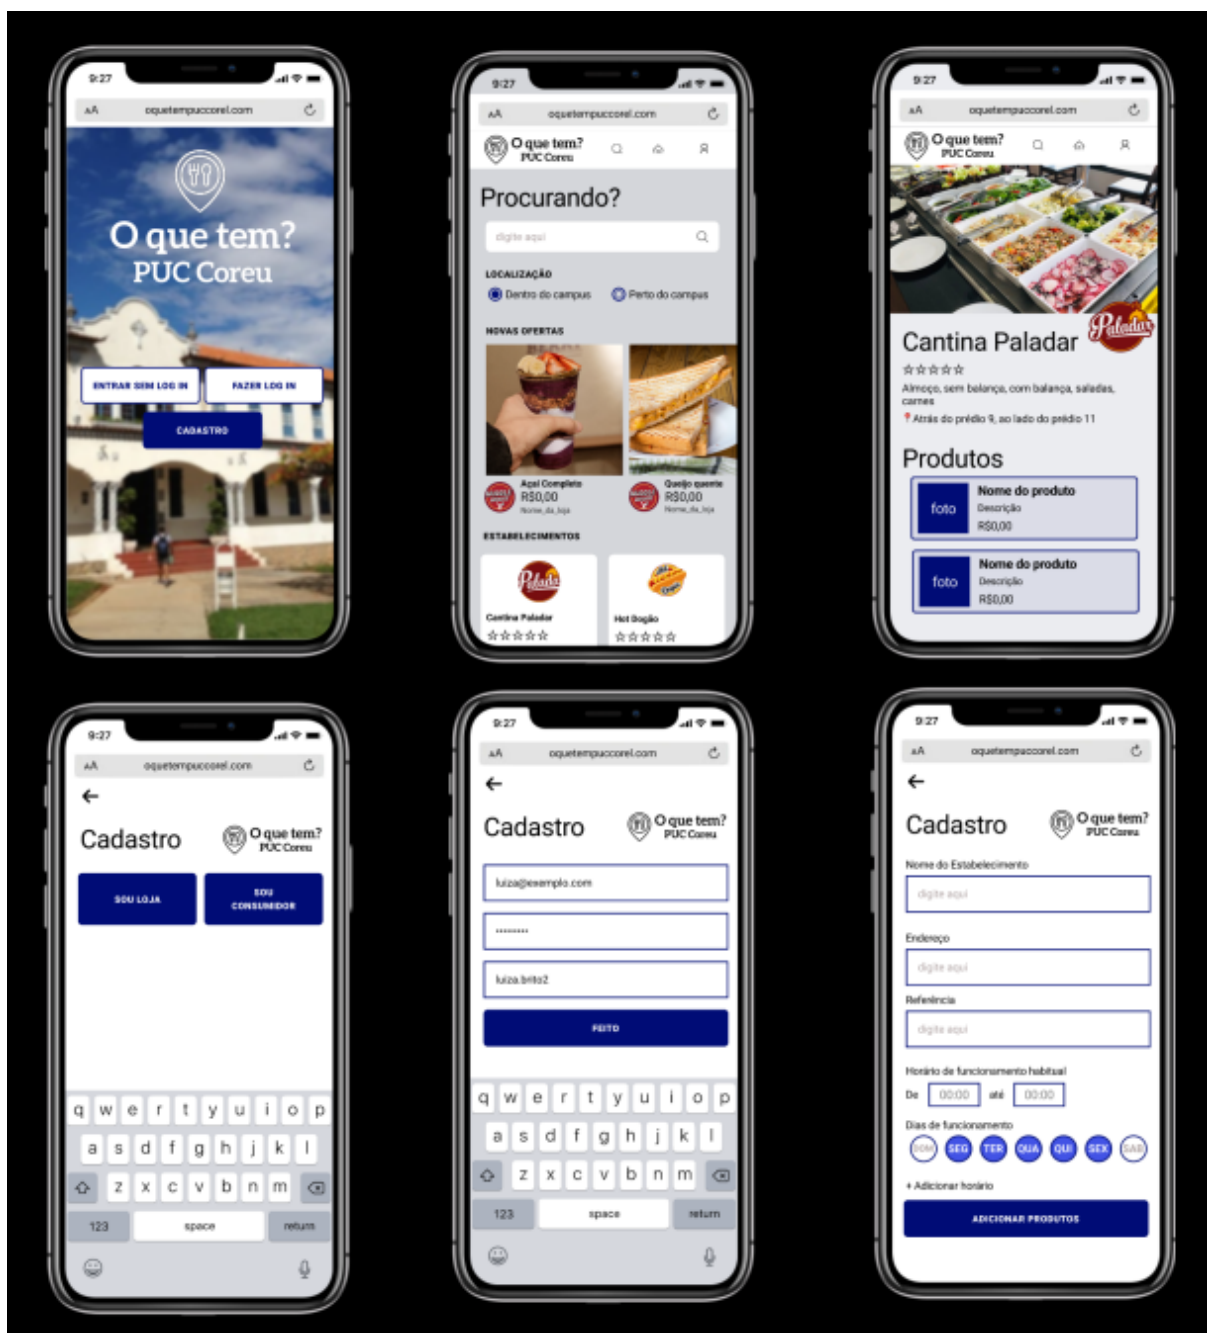 9:27
AA oquetempuccorel.com
O que tem?
PUC Coreu
ENTRAR SEM LOG IN
FAZER LOG IN
CADASTRO
9:27
AA oquetempuccorel.com
O que tem?
PUC Coreu
Procurando?
digite aqui
LOCALIZAÇÃO
Dentro do campus
Perto do campus
NOVAS OFERTAS
Açaí Completo
R$0,00
Nome_da_loja
Queijo quente
R$0,00
Nome_da_loja
ESTABELECIMENTOS
Paladar
Cantina Paladar
Hot Dogão
9:27
AA oquetempuccorel.com
O que tem?
PUC Coreu
Paladar
Cantina Paladar
Almoço, sem balança, com balança, saladas,
carnes
Atrás do prédio 9, ao lado do prédio 11
Produtos
foto
Nome do produto
Descrição
R$0,00
foto
Nome do produto
Descrição
R$0,00
9:27
AA oquetempuccorel.com
Cadastro
O que tem?
PUC Coreu
SOU LOJA
SOU
CONSUMIDOR
q w e r t y u i o p
a s d f g h j k l
z x c v b n m
123 space return
9:27
AA oquetempuccorel.com
Cadastro
O que tem?
PUC Coreu
luiza@exemplo.com
••••••••
luiza.brito2
FEITO
q w e r t y u i o p
a s d f g h j k l
z x c v b n m
123 space return
9:27
AA oquetempuccorel.com
Cadastro
O que tem?
PUC Coreu
Nome do Estabelecimento
digite aqui
Endereço
digite aqui
Referência
digite aqui
Horário de funcionamento habitual
De 00:00 até 00:00
Dias de funcionamento
DOM SEG TER QUA QUI SEX SAB
+ Adicionar horário
ADICIONAR PRODUTOS